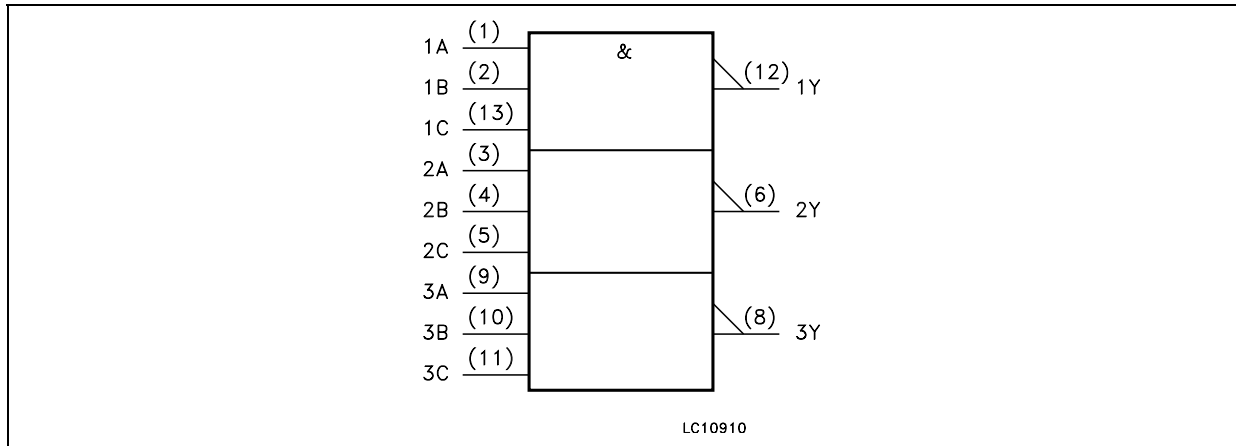 1A (1)
&
1B (2)
(12) 1Y
1C (13)
2A (3)
2B (4)
(6) 2Y
2C (5)
3A (9)
3B (10)
(8) 3Y
3C (11)
LC10910